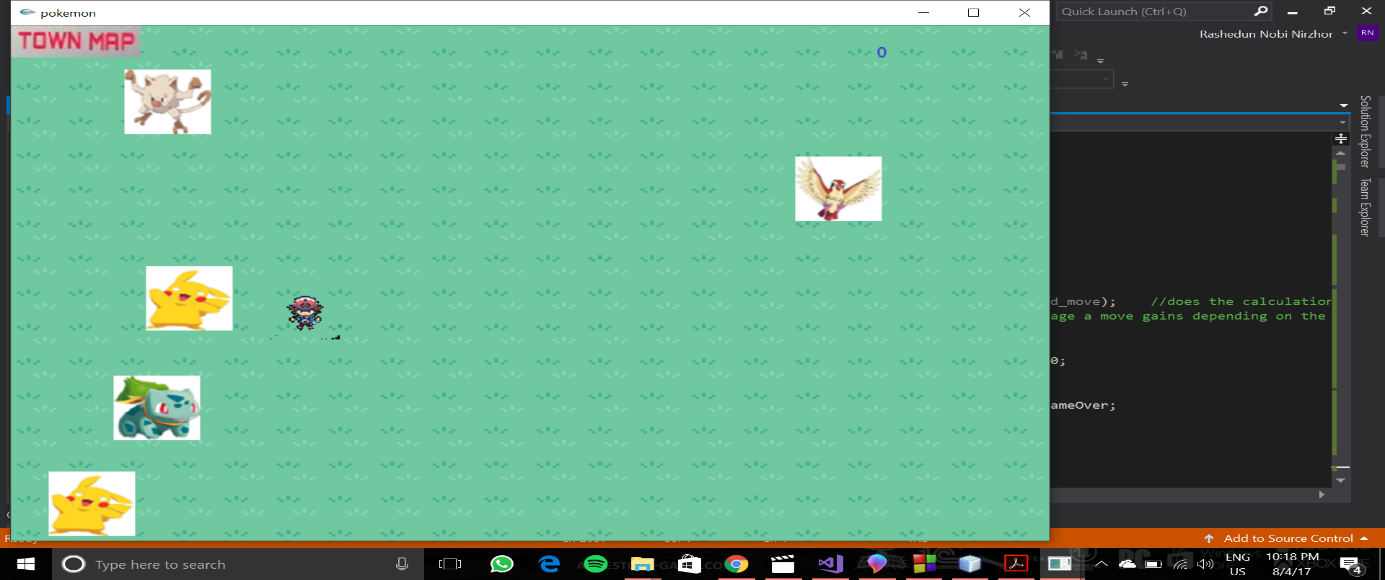 pokemon
Quick Launch (Ctrl+Q)
Rashedun Nobi Nirzhor
RN
TOWN MAP
0
Solution Explorer
Team Explorer
d_move); //does the calculation
age a move gains depending on the
0;
ameOver;
Add to Source Control
Type here to search
ENG
US
10:18 PM
8/4/17
4